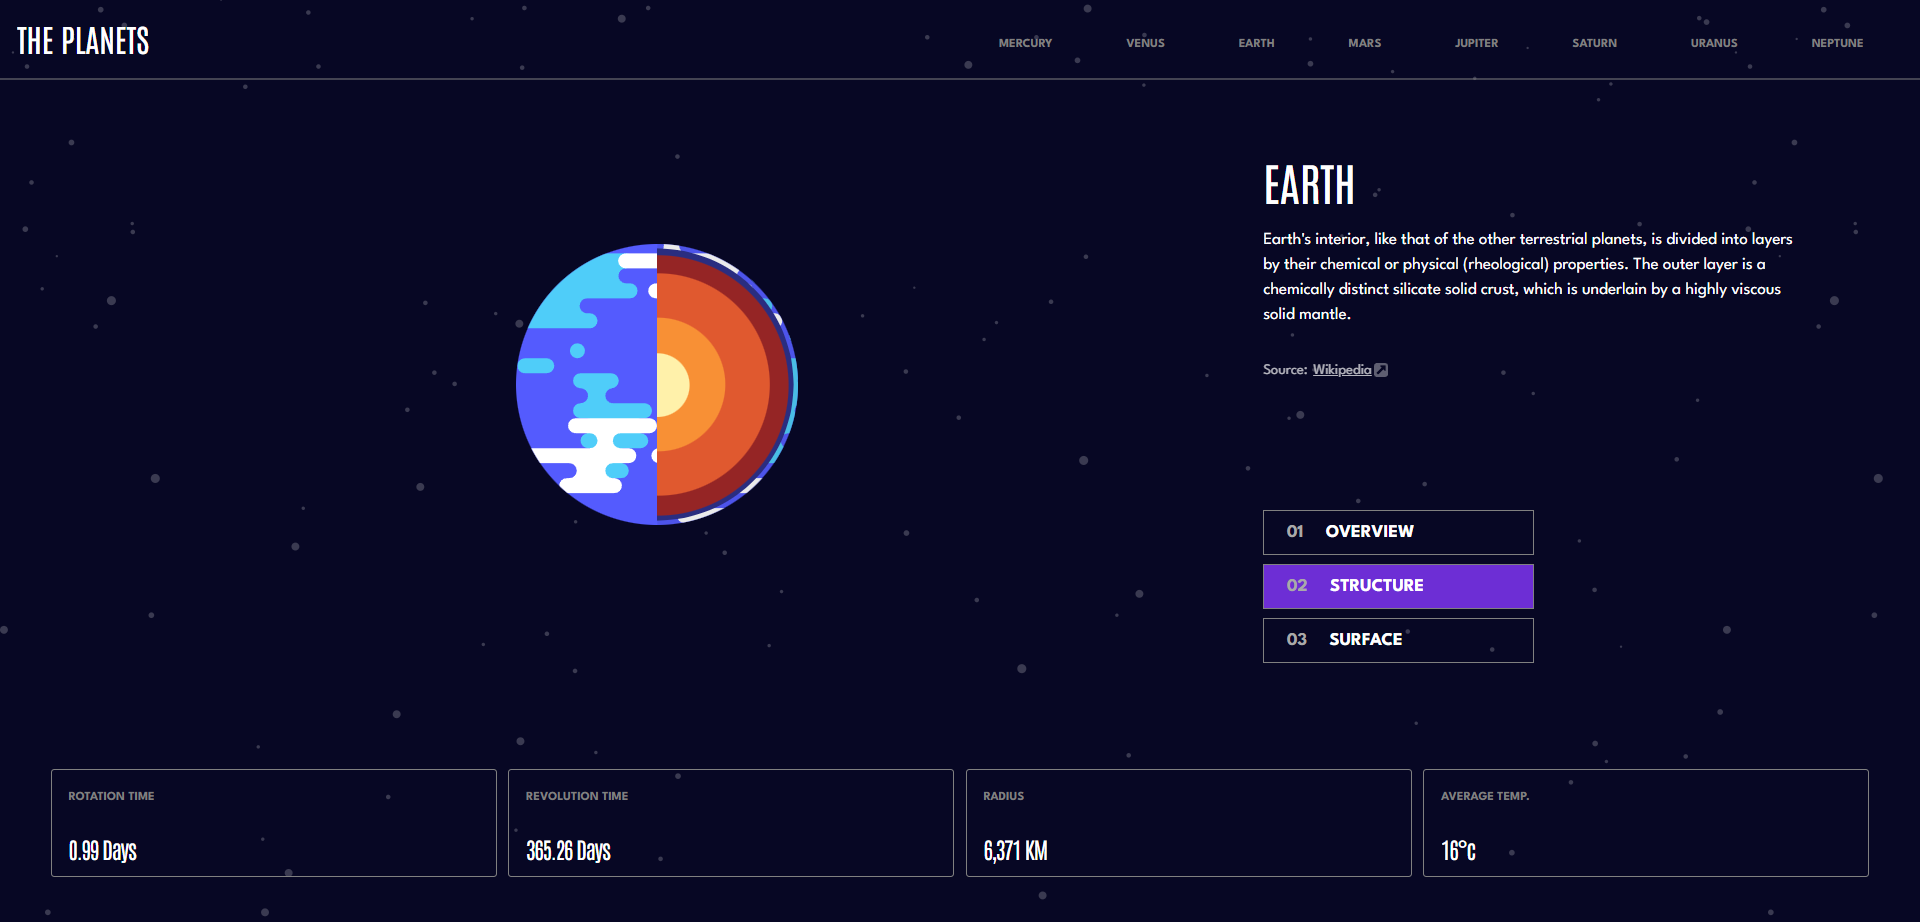 THE PLANETS
MERCURY VENUS EARTH MARS JUPITER SATURN URANUS NEPTUNE
EARTH
Earth's interior, like that of the other terrestrial planets, is divided into layers
by their chemical or physical (rheological) properties. The outer layer is a
chemically distinct silicate solid crust, which is underlain by a highly viscous
solid mantle.
Source: Wikipedia
01 OVERVIEW
02 STRUCTURE
03 SURFACE
ROTATION TIME
0.99 Days
REVOLUTION TIME
365.26 Days
RADIUS
6,371 KM
AVERAGE TEMP.
16°c